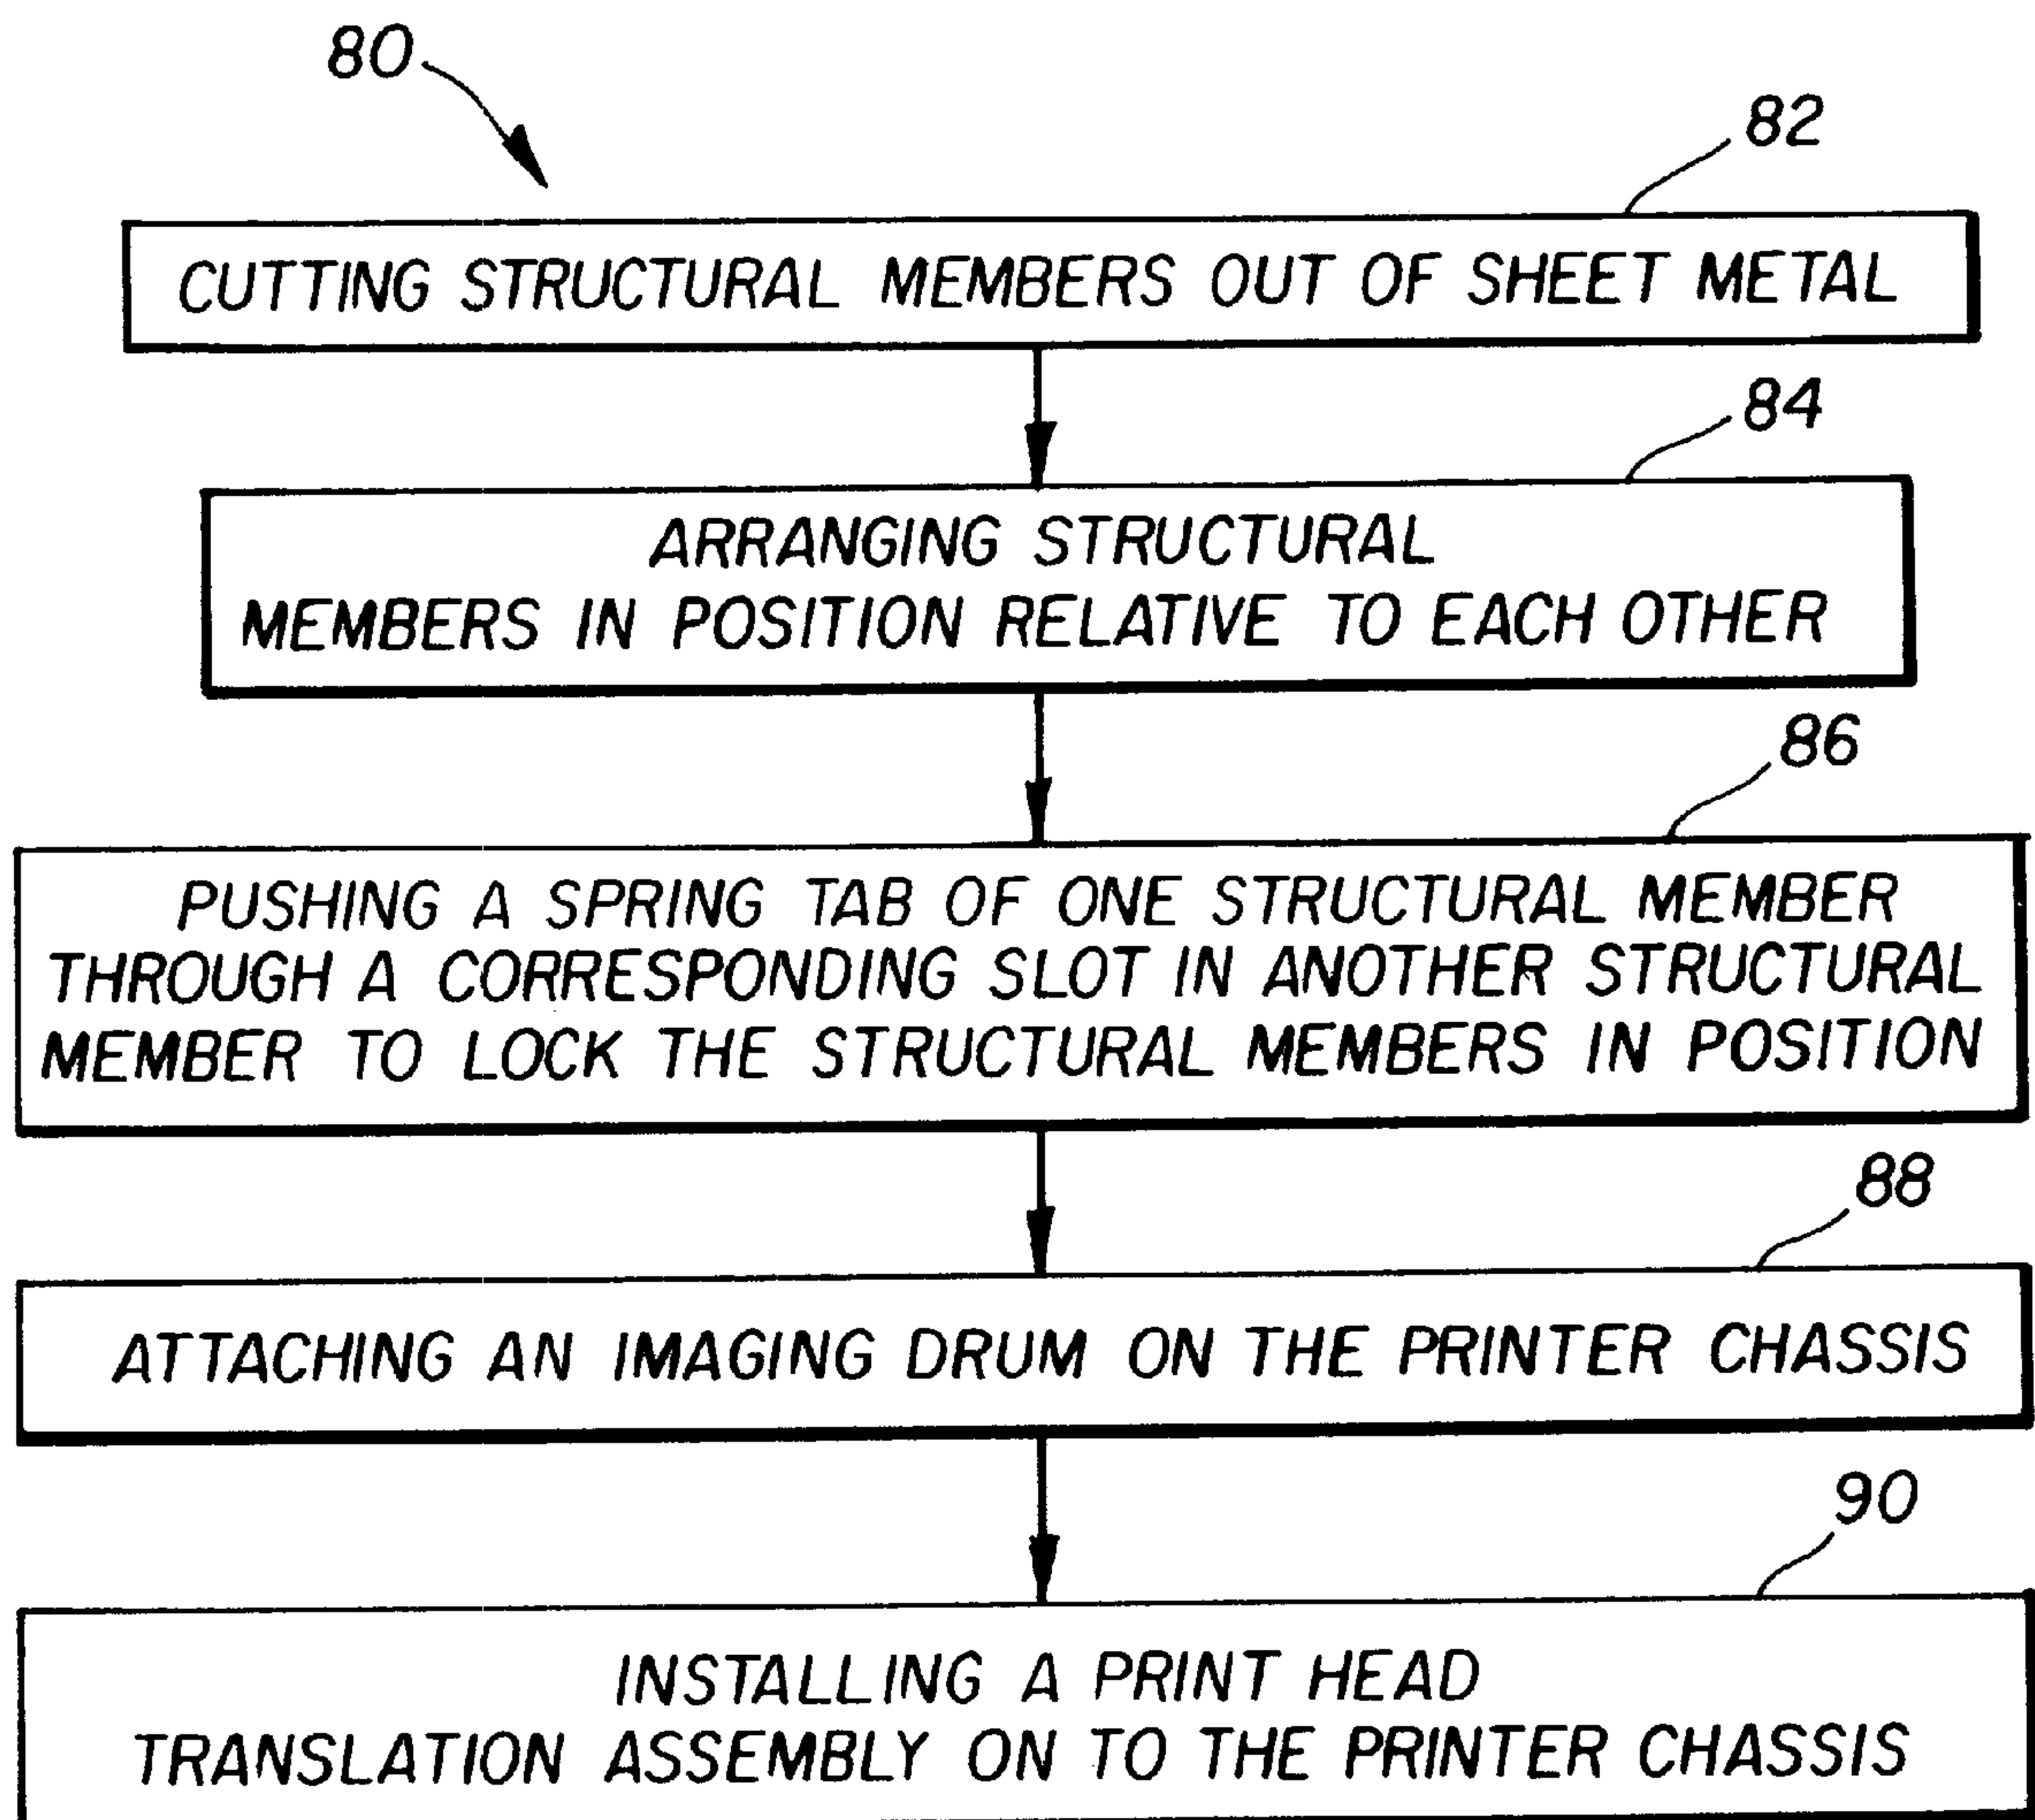 80
82
CUTTING STRUCTURAL MEMBERS OUT OF SHEET METAL
84
ARRANGING STRUCTURAL
MEMBERS IN POSITION RELATIVE TO EACH OTHER
86
PUSHING A SPRING TAB OF ONE STRUCTURAL MEMBER
THROUGH A CORRESPONDING SLOT IN ANOTHER STRUCTURAL
MEMBER TO LOCK THE STRUCTURAL MEMBERS IN POSITION
88
ATTACHING AN IMAGING DRUM ON THE PRINTER CHASSIS
90
INSTALLING A PRINT HEAD
TRANSLATION ASSEMBLY ON TO THE PRINTER CHASSIS